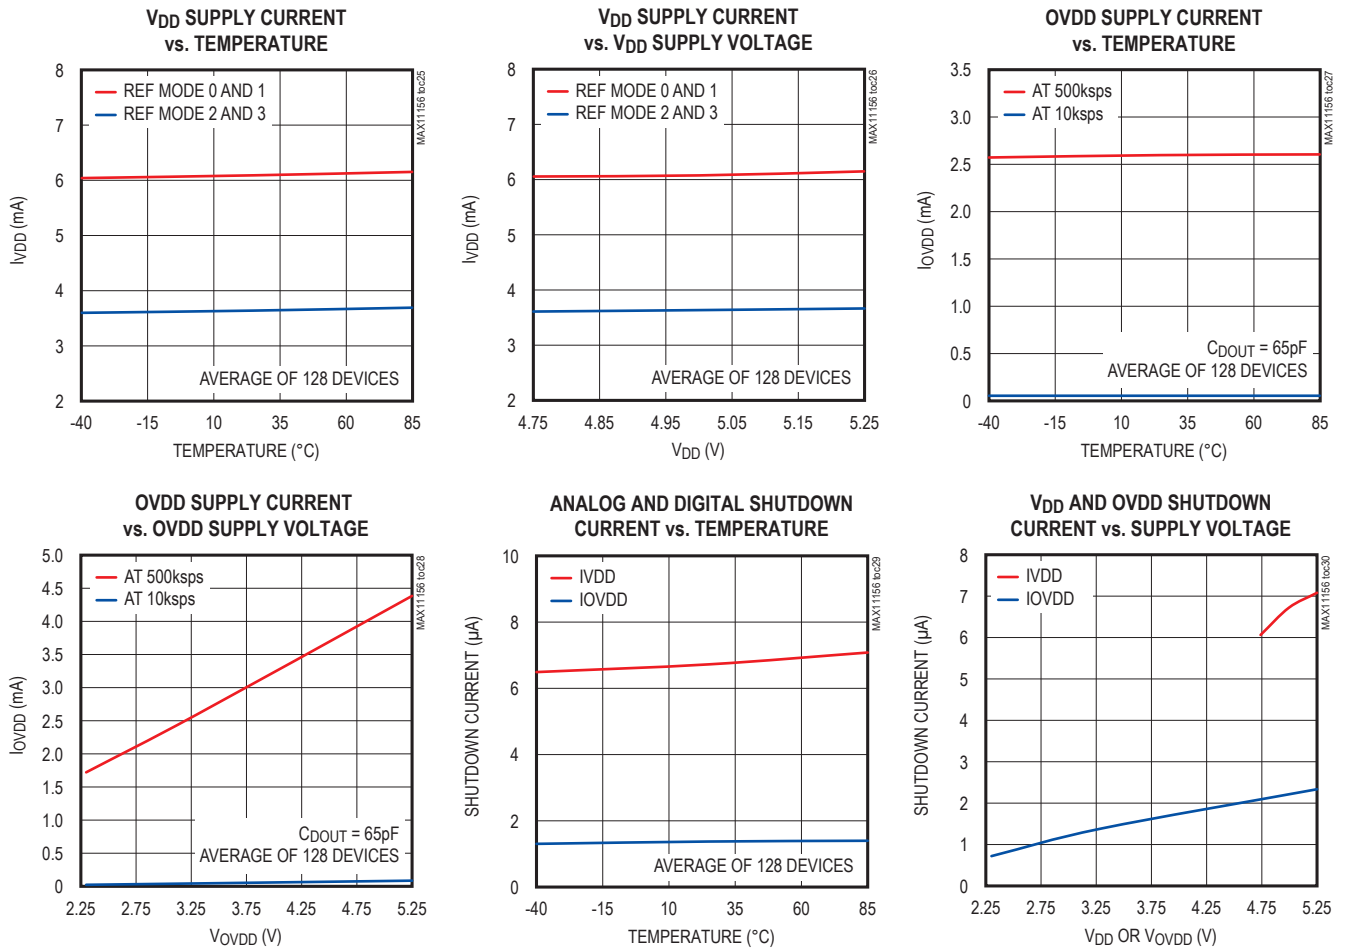 VDD SUPPLY CURRENT
vs. TEMPERATURE
8
7
6
5
4
3
2
IVDD (mA)
REF MODE 0 AND 1
REF MODE 2 AND 3
AVERAGE OF 128 DEVICES
MAX11156 toc25
-40 -15 10 35 60 85
TEMPERATURE (°C)
VDD SUPPLY CURRENT
vs. VDD SUPPLY VOLTAGE
8
7
6
5
4
3
2
IVDD (mA)
REF MODE 0 AND 1
REF MODE 2 AND 3
AVERAGE OF 128 DEVICES
MAX11156 toc26
4.75 4.85 4.95 5.05 5.15 5.25
VDD (V)
OVDD SUPPLY CURRENT
vs. TEMPERATURE
3.5
3.0
2.5
2.0
1.5
1.0
0.5
0
IOVDD (mA)
AT 500ksps
AT 10ksps
CDOUT = 65pF
AVERAGE OF 128 DEVICES
MAX11156 toc27
-40 -15 10 35 60 85
TEMPERATURE (°C)
OVDD SUPPLY CURRENT
vs. OVDD SUPPLY VOLTAGE
5.0
4.5
4.0
3.5
3.0
2.5
2.0
1.5
1.0
0.5
0
IOVDD (mA)
AT 500ksps
AT 10ksps
CDOUT = 65pF
AVERAGE OF 128 DEVICES
MAX11156 toc28
2.25 2.75 3.25 3.75 4.25 4.75 5.25
VOVDD (V)
ANALOG AND DIGITAL SHUTDOWN
CURRENT vs. TEMPERATURE
10
8
6
4
2
0
SHUTDOWN CURRENT (µA)
IVDD
IOVDD
AVERAGE OF 128 DEVICES
MAX11156 toc29
-40 -15 10 35 60 85
TEMPERATURE (°C)
VDD AND OVDD SHUTDOWN
CURRENT vs. SUPPLY VOLTAGE
8
7
6
5
4
3
2
1
0
SHUTDOWN CURRENT (µA)
IVDD
IOVDD
MAX11156 toc30
2.25 2.75 3.25 3.75 4.25 4.75 5.25
VDD OR VOVDD (V)